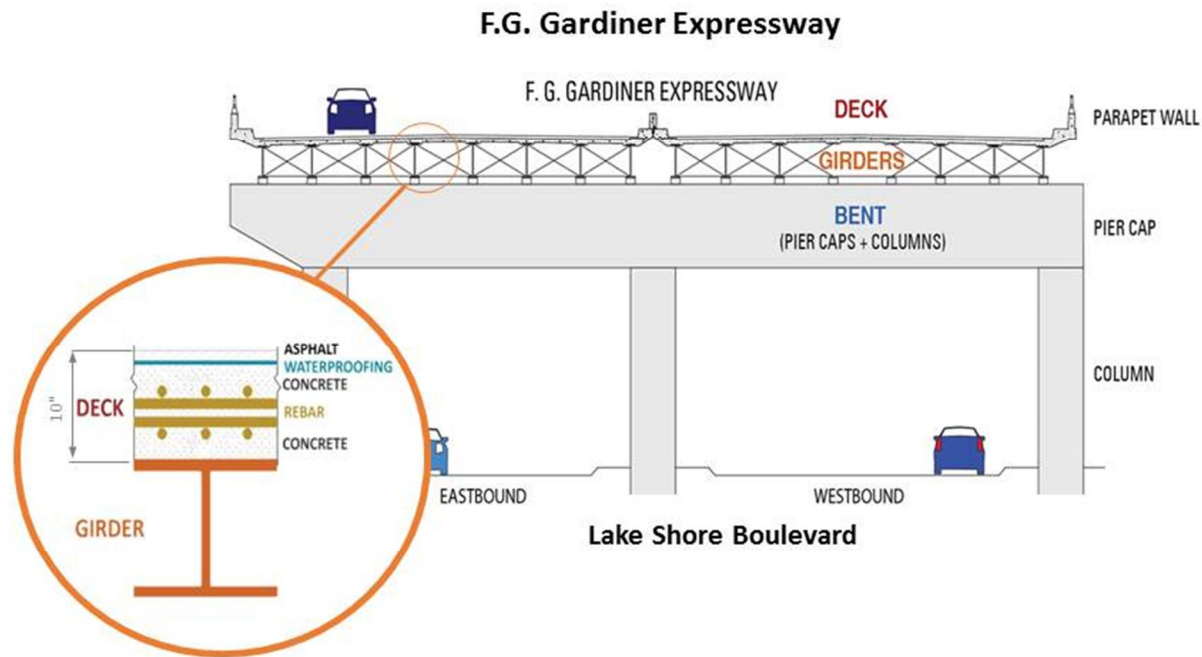 F.G. Gardiner Expressway
F. G. GARDINER EXPRESSWAY
DECK
PARAPET WALL
GIRDERS
BENT
(PIER CAPS + COLUMNS)
PIER CAP
COLUMN
ASPHALT
WATERPROOFING
CONCRETE
10"
DECK
REBAR
CONCRETE
GIRDER
EASTBOUND
WESTBOUND
Lake Shore Boulevard